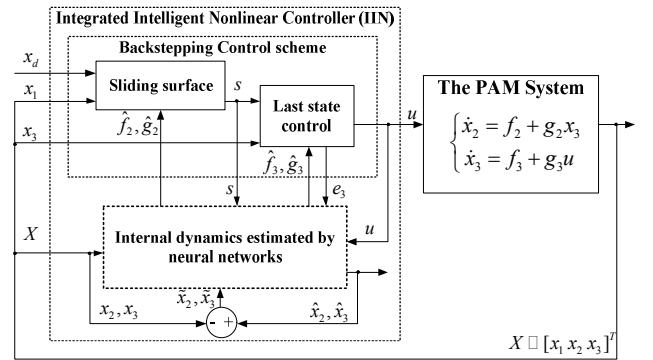 Integrated Intelligent Nonlinear Controller (IIN)
Backstepping Control scheme
x_d
x_1
x_3
X
Sliding surface
s
Last state
control
u
The PAM System
ẋ_2 = f_2 + g_2x_3
ẋ_3 = f_3 + g_3u
f̂_2, ĝ_2
f̂_3, ĝ_3
s
e_3
u
Internal dynamics estimated by
neural networks
x̃_2, x̃_3
x_2, x_3
- +
x̂_2, x̂_3
X □ [x_1 x_2 x_3]^T